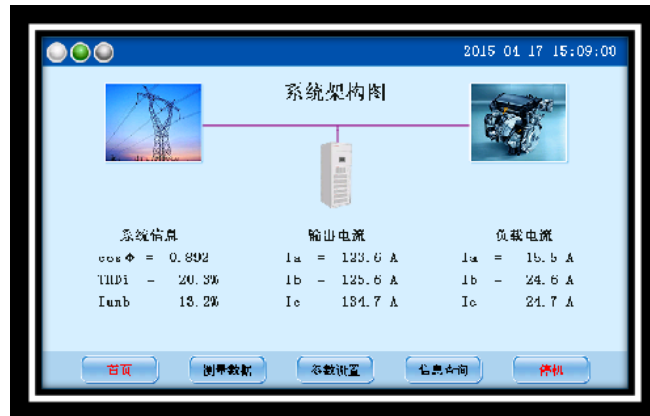 2015 04 17 15:09:00
系统架构图
系统信息 输出电流 负载电流
cosΦ = 0.892 Ia = 123.6 A Ia = 15.5 A
THDi = 20.3% Ib = 125.6 A Ib = 24.6 A
Iunb 13.2% Ic 134.7 A Ic 24.7 A
首页 测量数据 参数设置 信息查询 停机